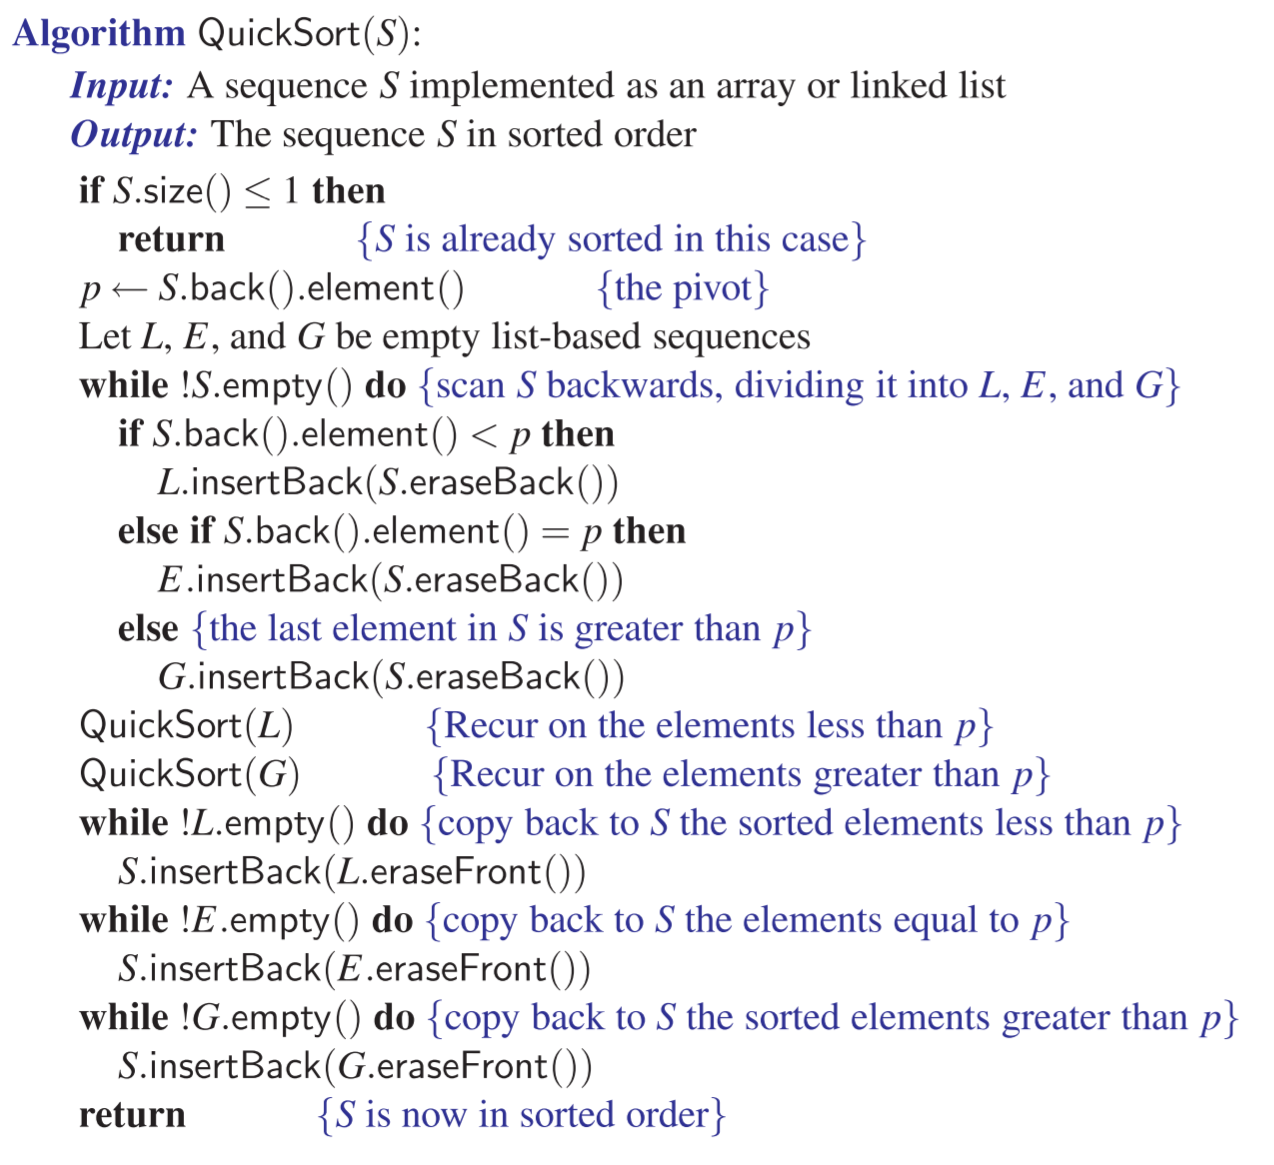 Algorithm QuickSort(S):
Input: A sequence S implemented as an array or linked list
Output: The sequence S in sorted order
if S.size() ≤ 1 then
return {S is already sorted in this case}
p ← S.back().element() {the pivot}
Let L, E, and G be empty list-based sequences
while !S.empty() do {scan S backwards, dividing it into L, E, and G}
if S.back().element() < p then
L.insertBack(S.eraseBack())
else if S.back().element() = p then
E.insertBack(S.eraseBack())
else {the last element in S is greater than p}
G.insertBack(S.eraseBack())
QuickSort(L) {Recur on the elements less than p}
QuickSort(G) {Recur on the elements greater than p}
while !L.empty() do {copy back to S the sorted elements less than p}
S.insertBack(L.eraseFront())
while !E.empty() do {copy back to S the elements equal to p}
S.insertBack(E.eraseFront())
while !G.empty() do {copy back to S the sorted elements greater than p}
S.insertBack(G.eraseFront())
return {S is now in sorted order}